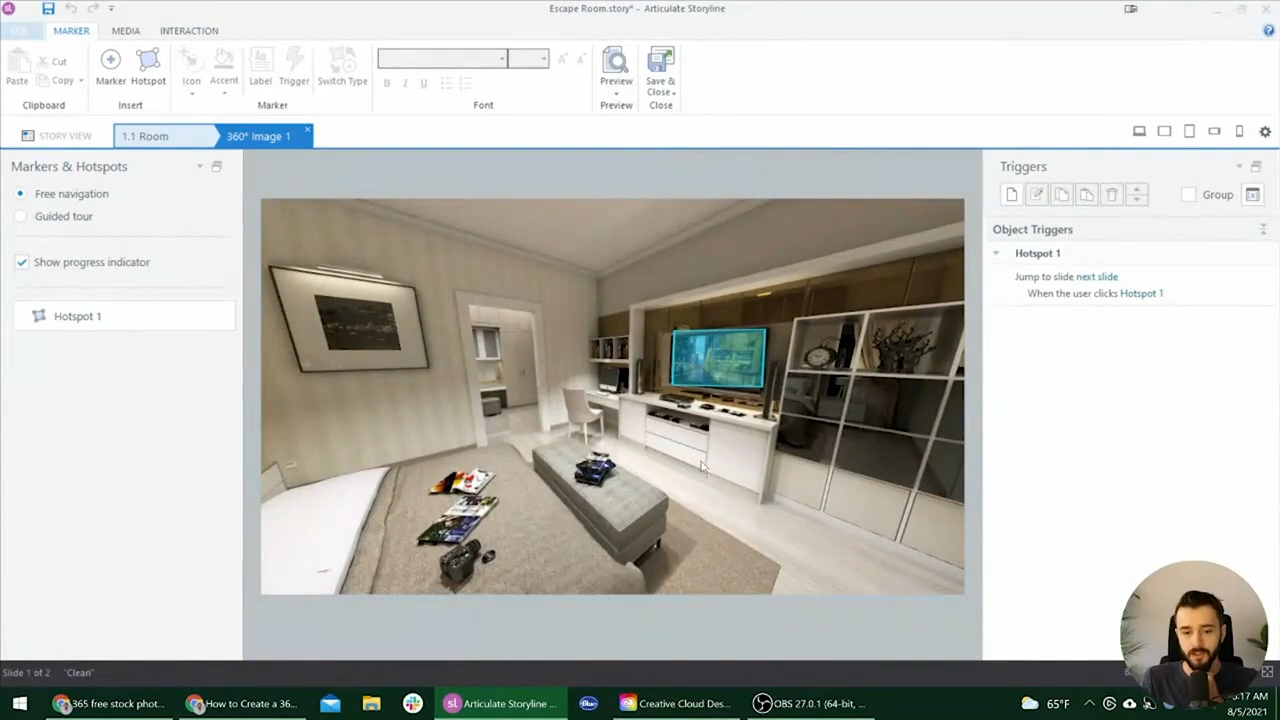 Escape Room.story* - Articulate Storyline
MARKER MEDIA INTERACTION
Paste Cut Copy Marker Hotspot Icon Accent Label Trigger Switch Type B I U Preview Save & Close
Clipboard Insert Marker Font Preview Close
STORY VIEW 1.1 Room 360° Image 1
Markers & Hotspots
Free navigation
Guided tour
Show progress indicator
Hotspot 1
Triggers
Group
Object Triggers
Hotspot 1
Jump to slide next slide
When the user clicks Hotspot 1
Slide 1 of 2 "Clean"
365 free stock phot... How to Create a 36... Articulate Storyline ... Blue Creative Cloud Des... OBS 27.0.1 (64-bit, ... 65°F
8/5/2021